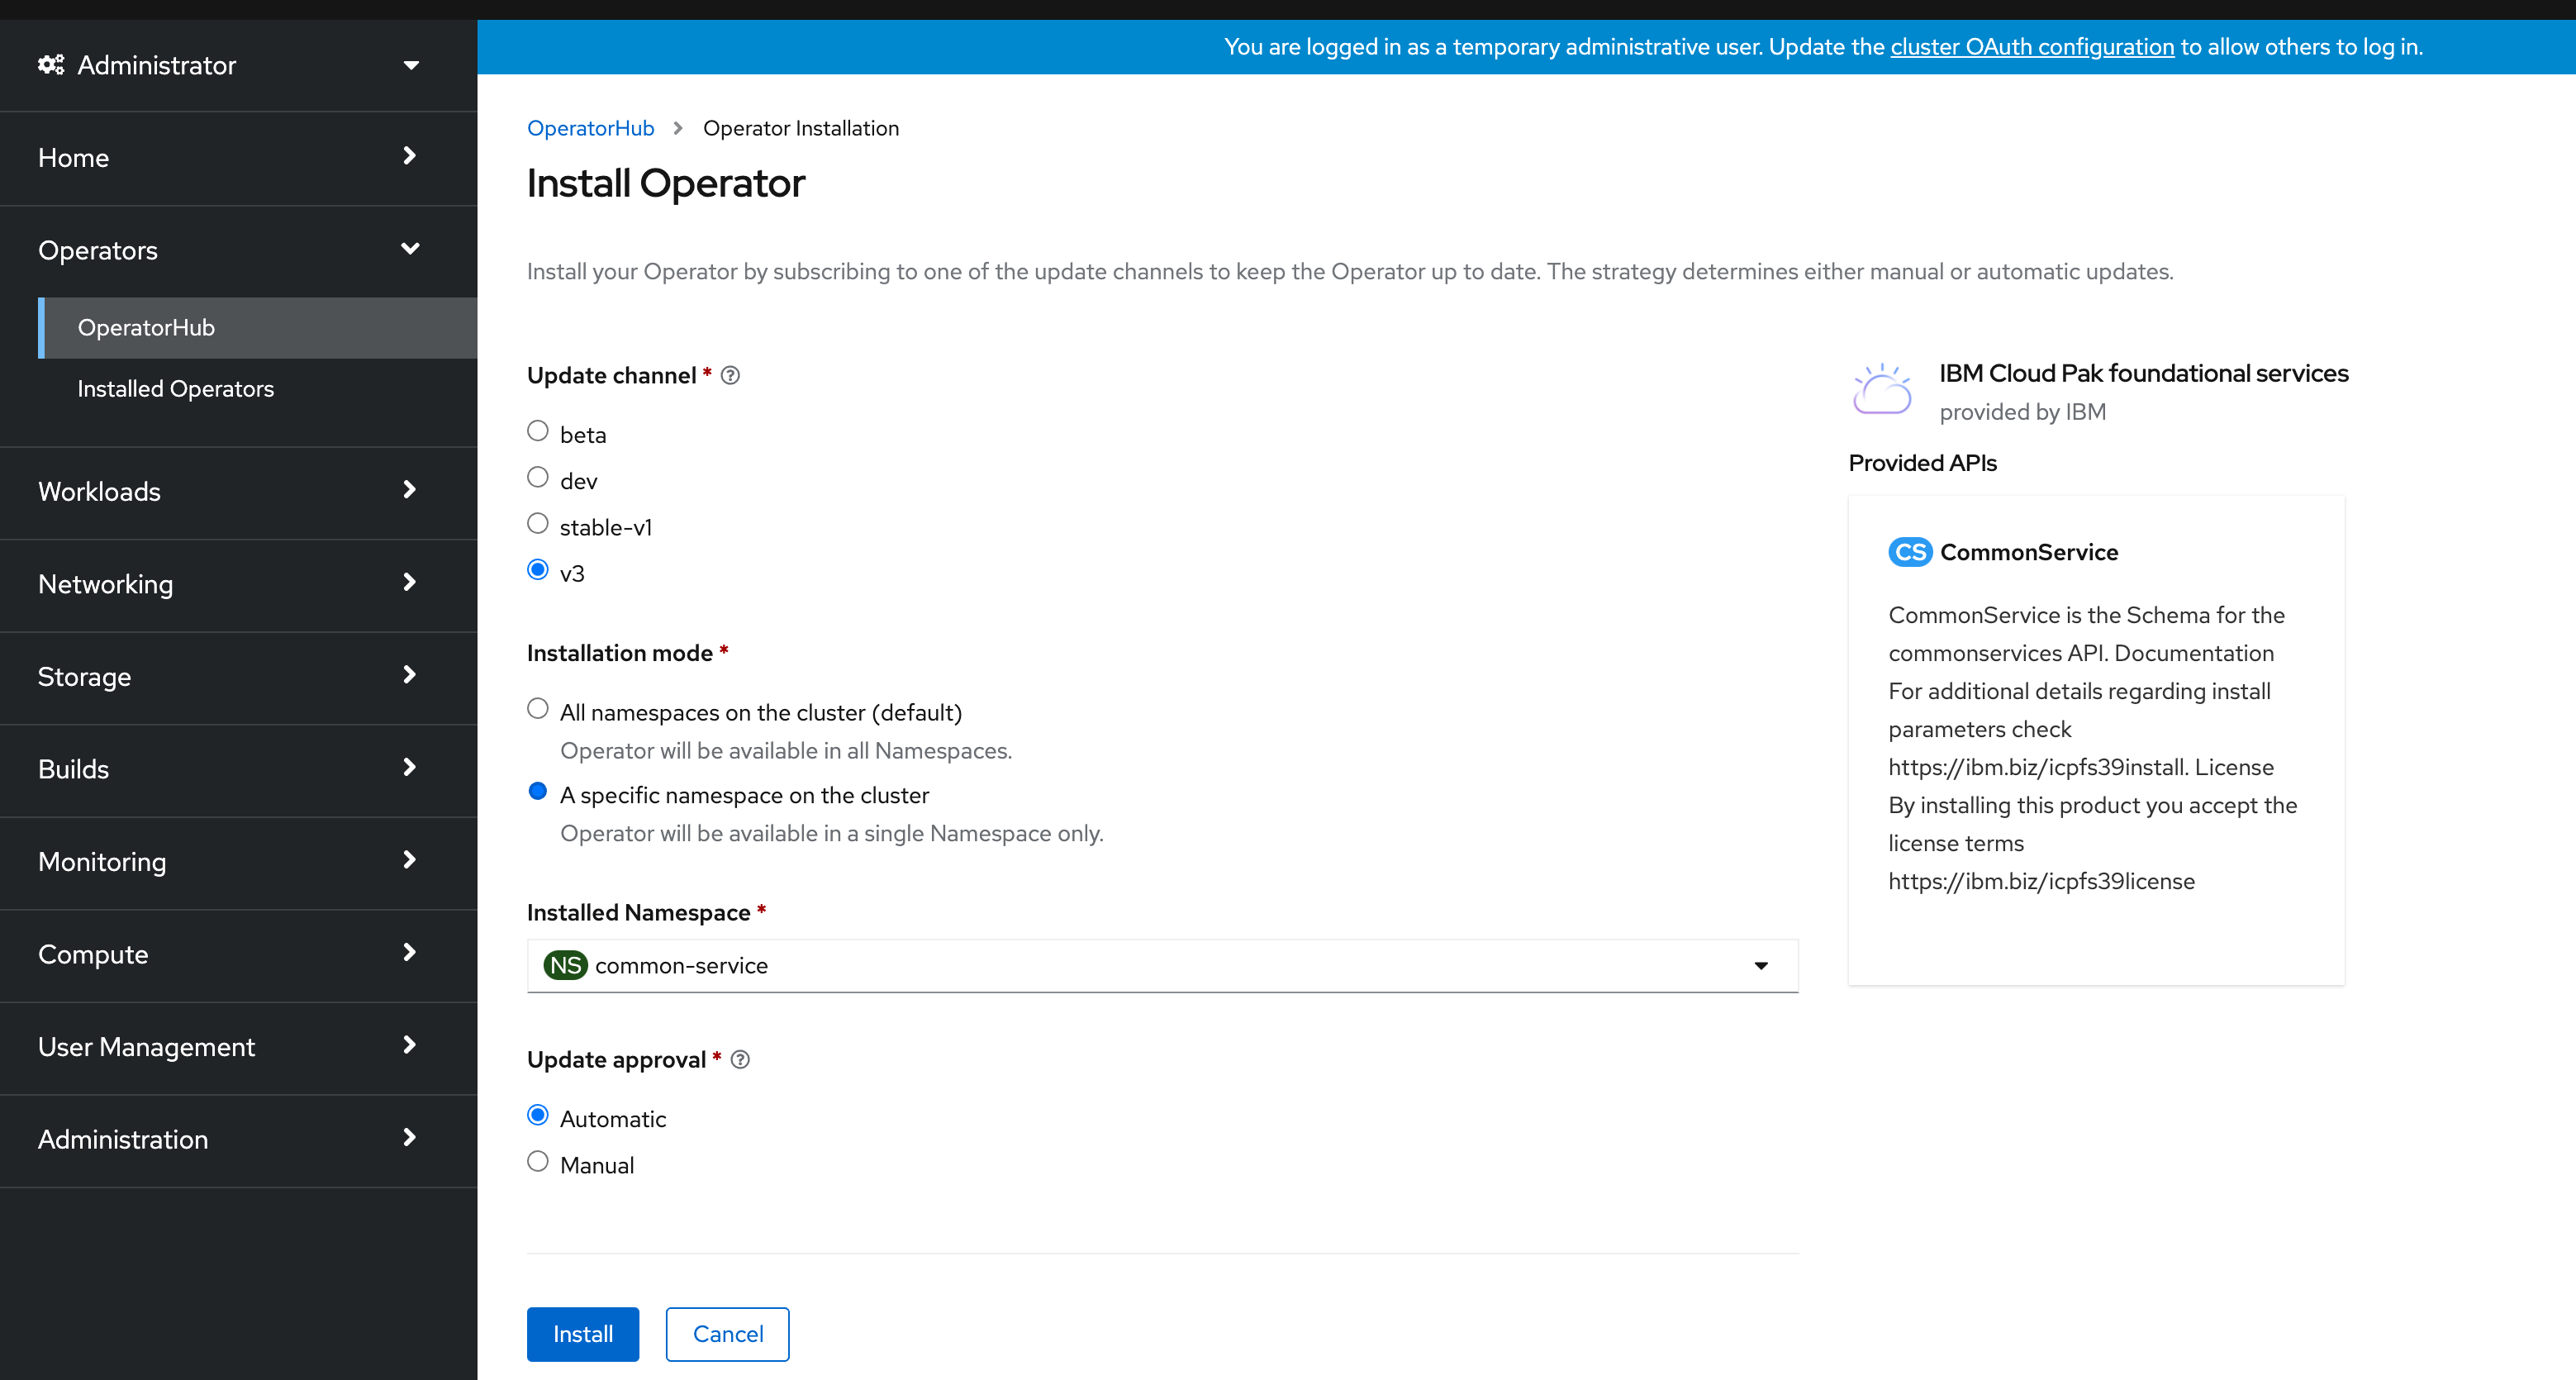 You are logged in as a temporary administrative user. Update the cluster OAuth configuration to allow others to log in.
Administrator
Home
Operators
OperatorHub
Installed Operators
Workloads
Networking
Storage
Builds
Monitoring
Compute
User Management
Administration
OperatorHub > Operator Installation
Install Operator
Install your Operator by subscribing to one of the update channels to keep the Operator up to date. The strategy determines either manual or automatic updates.
Update channel *
beta
dev
stable-v1
v3
Installation mode *
All namespaces on the cluster (default)
Operator will be available in all Namespaces.
A specific namespace on the cluster
Operator will be available in a single Namespace only.
Installed Namespace *
NS common-service
Update approval *
Automatic
Manual
Install Cancel
IBM Cloud Pak foundational services
provided by IBM
Provided APIs
CS CommonService
CommonService is the Schema for the
commonservices API. Documentation
For additional details regarding install
parameters check
https://ibm.biz/icpfs39install. License
By installing this product you accept the
license terms
https://ibm.biz/icpfs39license